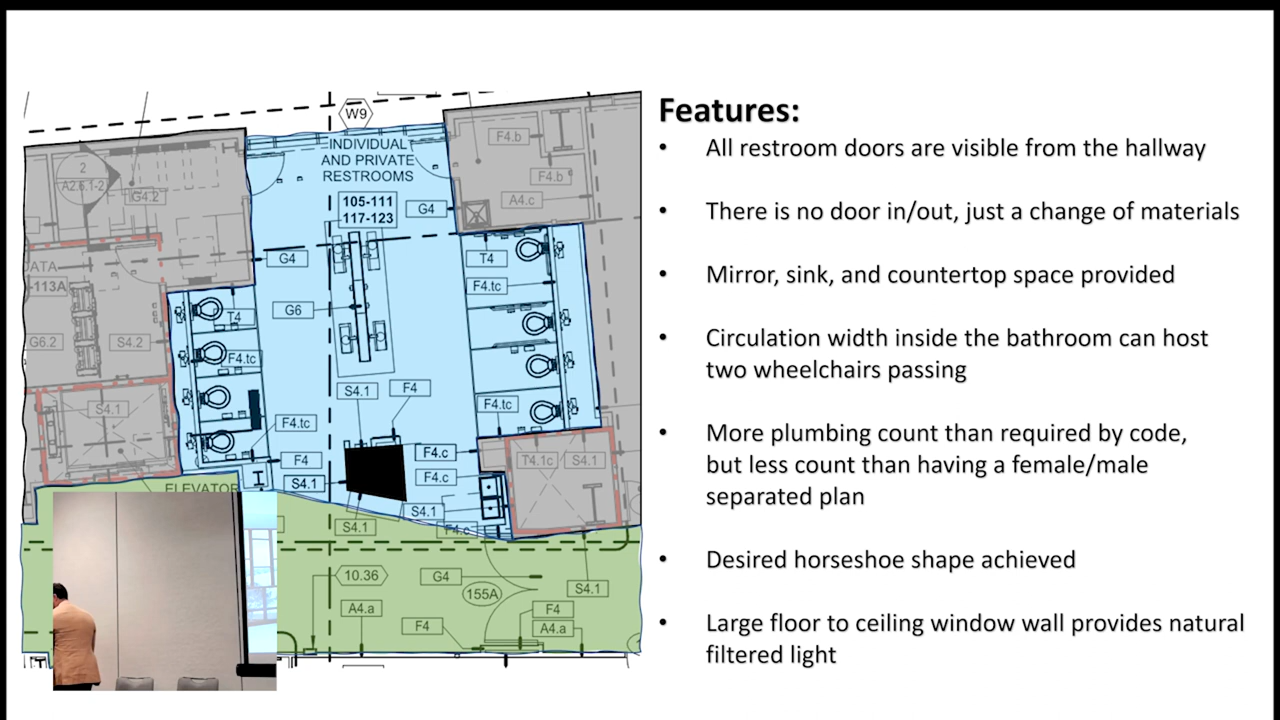 W9
INDIVIDUAL
AND PRIVATE
RESTROOMS
105-111
117-123
2
A2.6.1-2
G4.2
F4.b
F4.b
A4.c
G4
G4
T4
F4.tc
G6
T4
F4.tc
G6.2
S4.2
S4.1
S4.1
F4
F4.tc
F4.tc
F4
F4.c
F4.c
S4.1
S4.1
T4.1c
S4.1
ELEVATOR
S4.1
F4.c
10.36
G4
155A
S4.1
A4.a
F4
F4
A4.a
Features:
• All restroom doors are visible from the hallway
• There is no door in/out, just a change of materials
• Mirror, sink, and countertop space provided
• Circulation width inside the bathroom can host
two wheelchairs passing
• More plumbing count than required by code,
but less count than having a female/male
separated plan
• Desired horseshoe shape achieved
• Large floor to ceiling window wall provides natural
filtered light